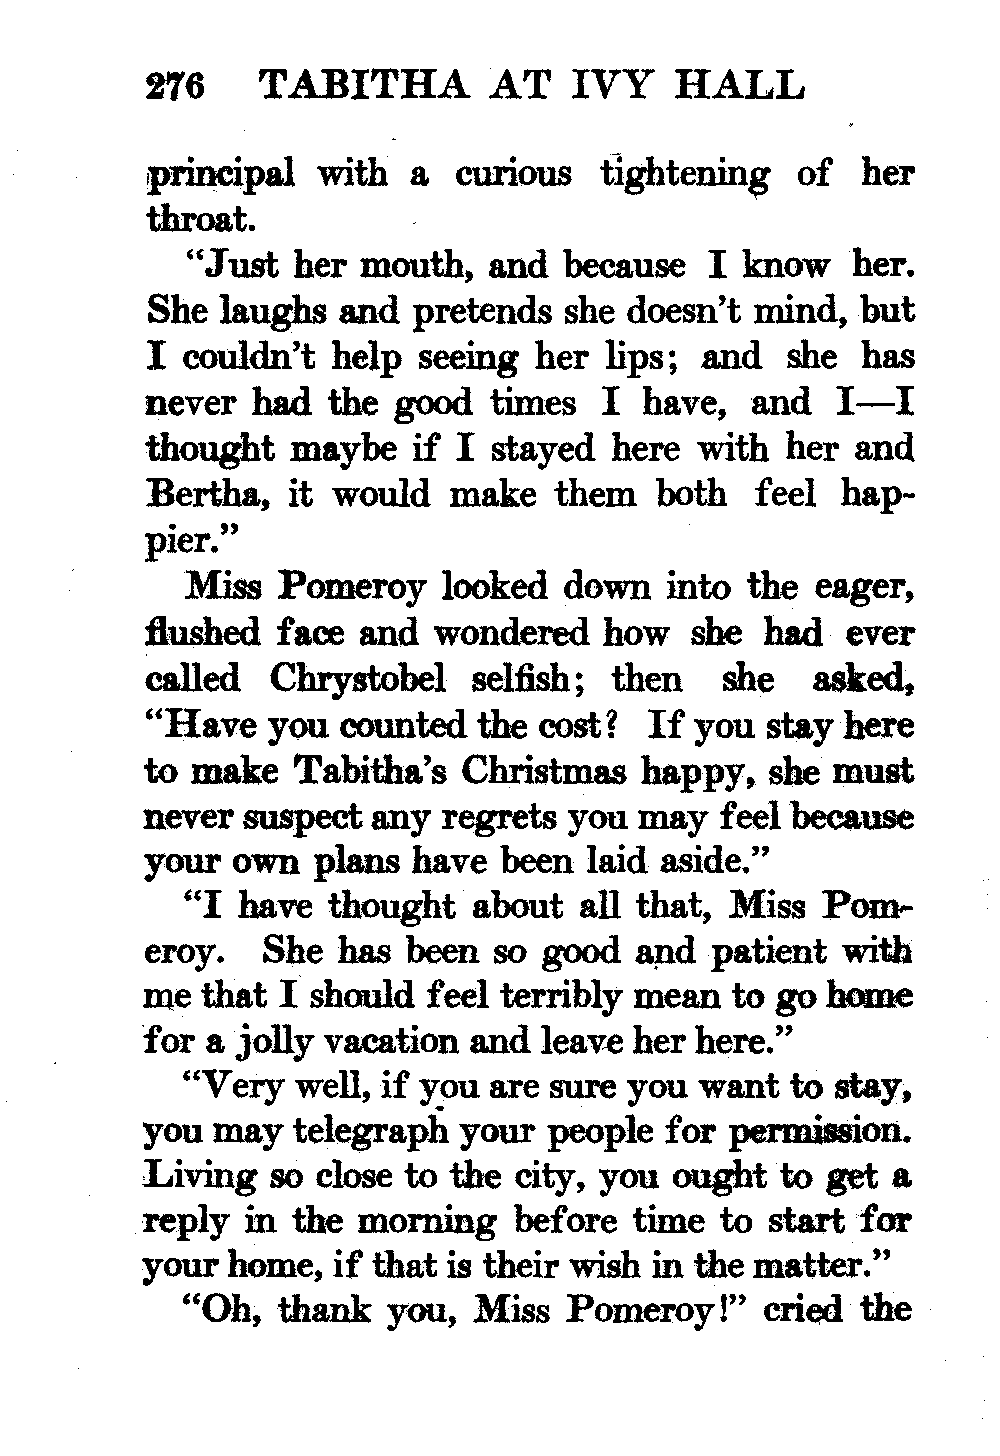 276 TABITHA AT IVY HALL
principal with a curious tightening of her
throat.
“Just her mouth, and because I know her.
She laughs and pretends she doesn’t mind, but
I couldn’t help seeing her lips; and she has
never had the good times I have, and I—I
thought maybe if I stayed here with her and
Bertha, it would make them both feel hap-
pier.”
Miss Pomeroy looked down into the eager,
flushed face and wondered how she had ever
called Chrystobel selfish; then she asked,
“Have you counted the cost? If you stay here
to make Tabitha’s Christmas happy, she must
never suspect any regrets you may feel because
your own plans have been laid aside.”
“I have thought about all that, Miss Pom-
eroy. She has been so good and patient with
me that I should feel terribly mean to go home
for a jolly vacation and leave her here.”
“Very well, if you are sure you want to stay,
you may telegraph your people for permission.
Living so close to the city, you ought to get a
reply in the morning before time to start for
your home, if that is their wish in the matter.”
“Oh, thank you, Miss Pomeroy!” cried the